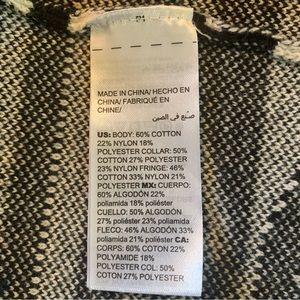 MADE IN CHINA/ HECHO EN
CHINA/ FABRIQUÉ EN
CHINE/
صنع في الصين
US: BODY: 60% COTTON
22% NYLON 18%
POLYESTER COLLAR: 50%
COTTON 27% POLYESTER
23% NYLON FRINGE: 46%
COTTON 33% NYLON 21%
POLYESTER MX: CUERPO:
60% ALGODÓN 22%
poliamida 18% poliéster
CUELLO: 50% ALGODÓN
27% poliéster 23% poliamida
FLECO: 46% ALGODÓN 33%
poliamida 21% poliéster CA:
CORPS: 60% COTTON 22%
POLYAMIDE 18%
POLYESTER COL: 50%
COTON 27% POLYESTER